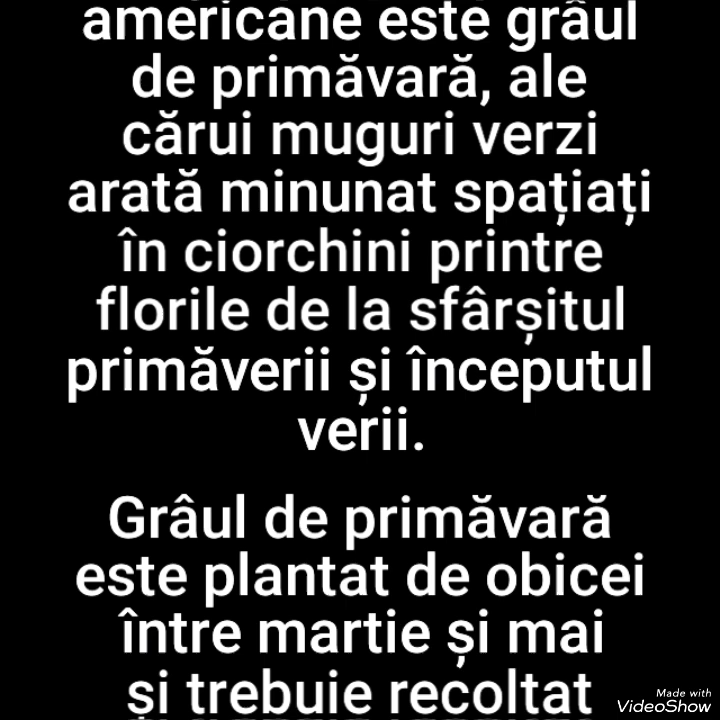 americane este grâul
de primăvară, ale
cărui muguri verzi
arată minunat spațiați
în ciorchini printre
florile de la sfârșitul
primăverii și începutul
verii.
Grâul de primăvară
este plantat de obicei
între martie și mai
și trebuie recoltat
Made with
VideoShow